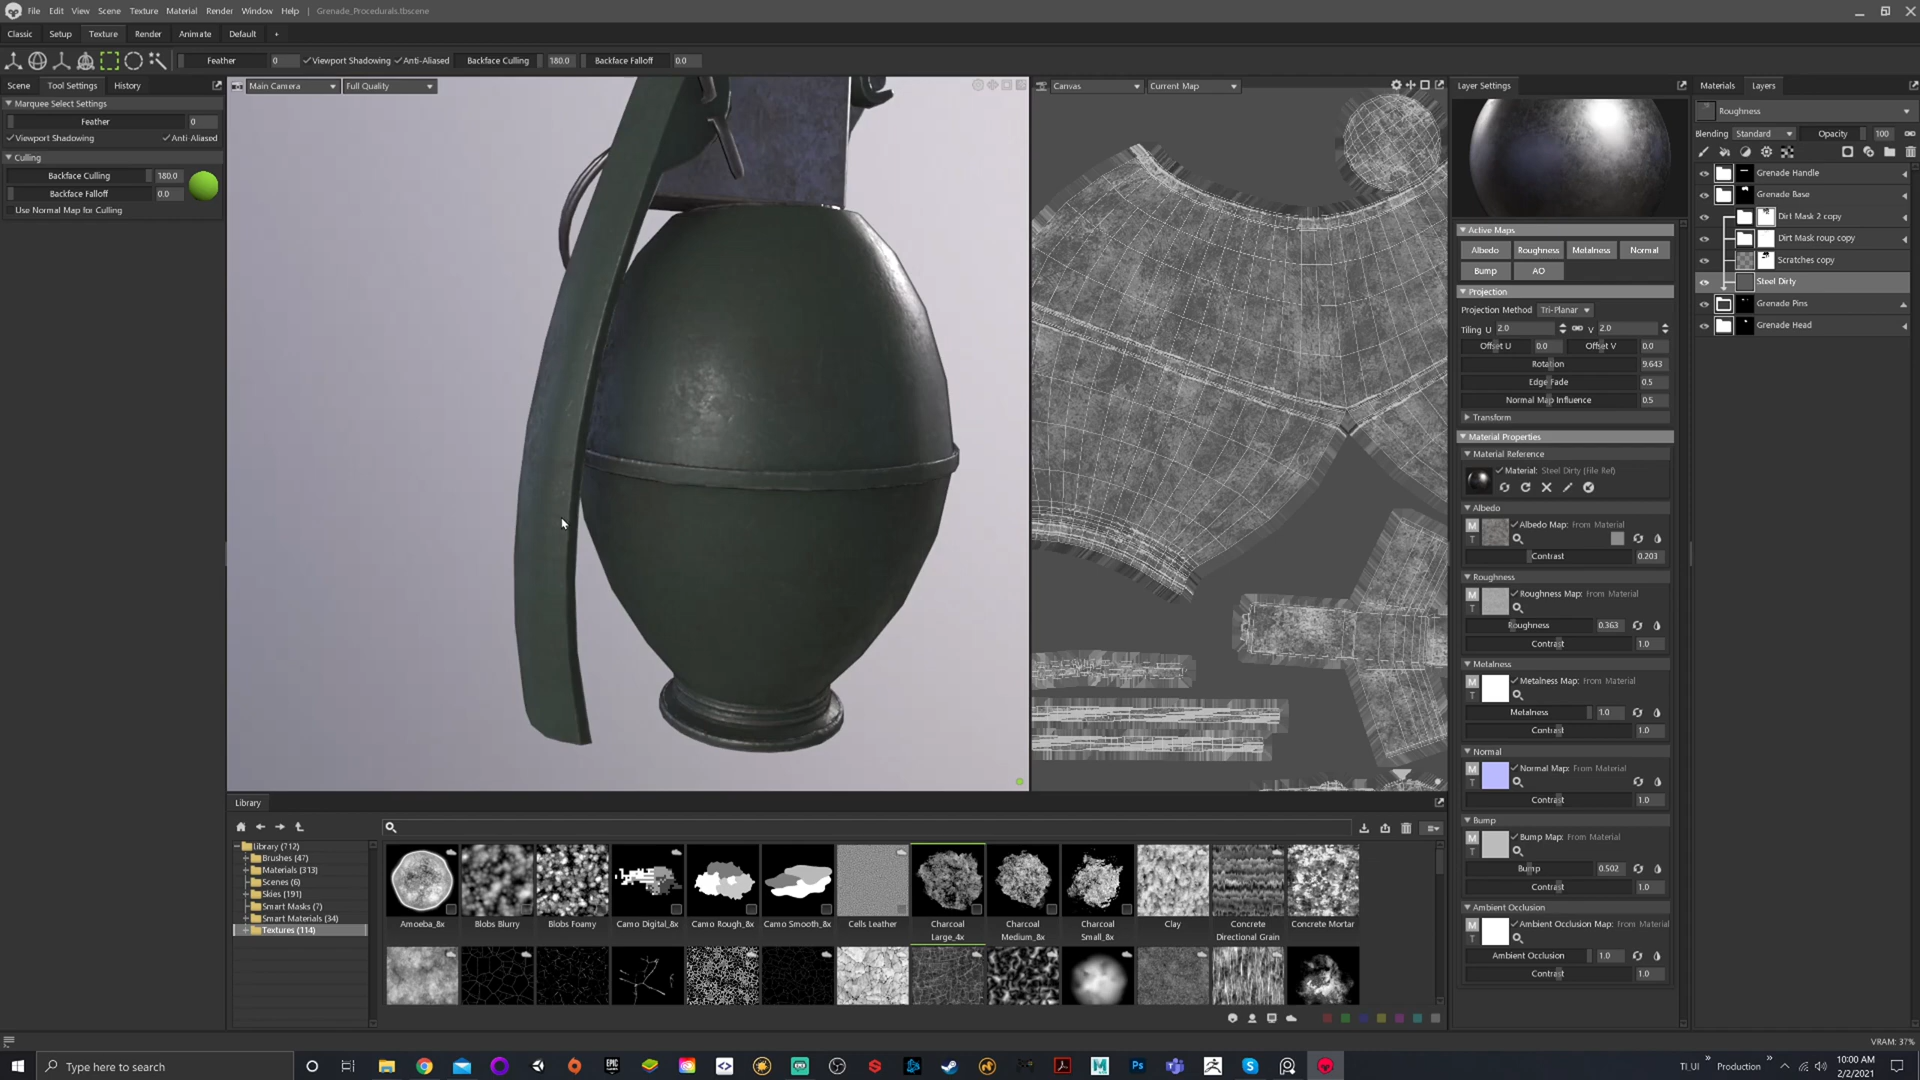 File Edit View Scene Texture Material Render Window Help Grenade_Procedurals.tbscene
Classic Setup Texture Render Animate Default +
Feather 0 Viewport Shadowing Anti-Aliased Backface Culling 180.0 Backface Falloff 0.0
Scene Tool Settings History
Marquee Select Settings
Feather 0
Viewport Shadowing Anti-Aliased
Culling
Backface Culling 180.0
Backface Falloff 0.0
Use Normal Map for Culling
Main Camera Full Quality
Canvas Current Map
Layer Settings
Active Maps
Albedo Roughness Metalness Normal
Bump AO
Projection
Projection Method Tri-Planar
Tiling U 2.0 V 2.0
Offset U 0.0 Offset V 0.0
Rotation 9.643
Edge Fade 0.5
Normal Map Influence 0.5
Transform
Material Properties
Material Reference
Material: Steel Dirty (File Ref)
Albedo
M Albedo Map: From Material
T
Contrast 0.203
Roughness
M Roughness Map: From Material
T
Roughness 0.363
Contrast 1.0
Metalness
M Metalness Map: From Material
T
Metalness 1.0
Contrast 1.0
Normal
M Normal Map: From Material
T
Contrast 1.0
Bump
M Bump Map: From Material
T
Bump 0.502
Contrast 1.0
Ambient Occlusion
M Ambient Occlusion Map: From Material
T
Ambient Occlusion 1.0
Contrast 1.0
Materials Layers
Roughness
Blending Standard Opacity 100
Grenade Handle
Grenade Base
Dirt Mask 2 copy
Dirt Mask roup copy
Scratches copy
Steel Dirty
Grenade Pins
Grenade Head
Library
Library (712)
Brushes (47)
Materials (313)
Scenes (6)
Skies (191)
Smart Masks (7)
Smart Materials (34)
Textures (114)
Amoeba_8x
Blobs Blurry
Blobs Foamy
Camo Digital_8x
Camo Rough_8x
Camo Smooth_8x
Cells Leather
Charcoal Large_4x
Charcoal Medium_8x
Charcoal Small_8x
Clay
Concrete Directional Grain
Concrete Mortar
VRAM: 37%
Type here to search
Ps
TI_UI
Production
10:00 AM
2/2/2021